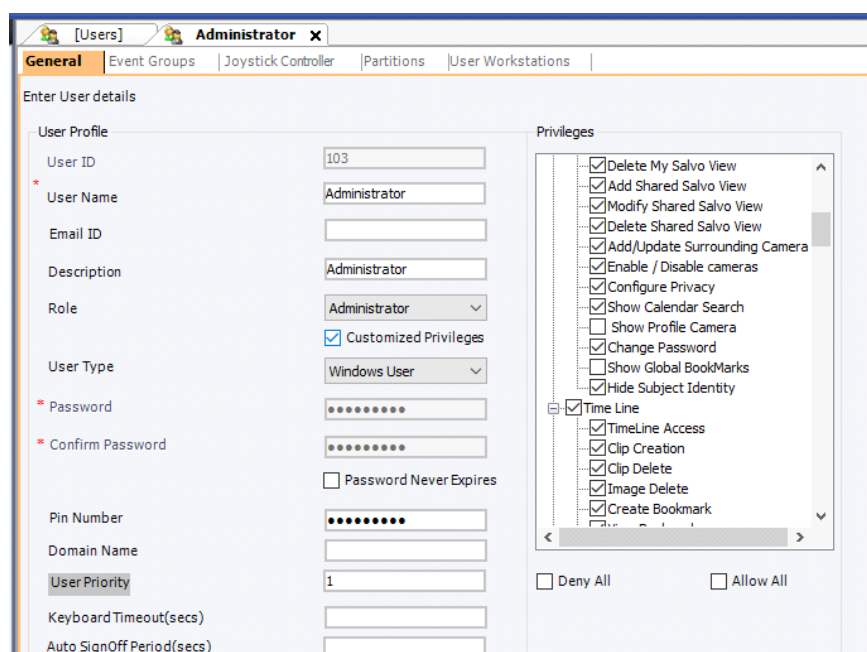 [Users] Administrator x
General Event Groups Joystick Controller Partitions User Workstations
Enter User details
User Profile
User ID 103
* User Name Administrator
Email ID
Description Administrator
Role Administrator
Customized Privileges
User Type Windows User
* Password ●●●●●●●●●
* Confirm Password ●●●●●●●●●
Password Never Expires
Pin Number ●●●●●●●●●
Domain Name
User Priority 1
Keyboard Timeout(secs)
Auto SignOff Period(secs)
Privileges
Delete My Salvo View
Add Shared Salvo View
Modify Shared Salvo View
Delete Shared Salvo View
Add/Update Surrounding Camera
Enable / Disable cameras
Configure Privacy
Show Calendar Search
Show Profile Camera
Change Password
Show Global BookMarks
Hide Subject Identity
Time Line
TimeLine Access
Clip Creation
Clip Delete
Image Delete
Create Bookmark
Deny All Allow All